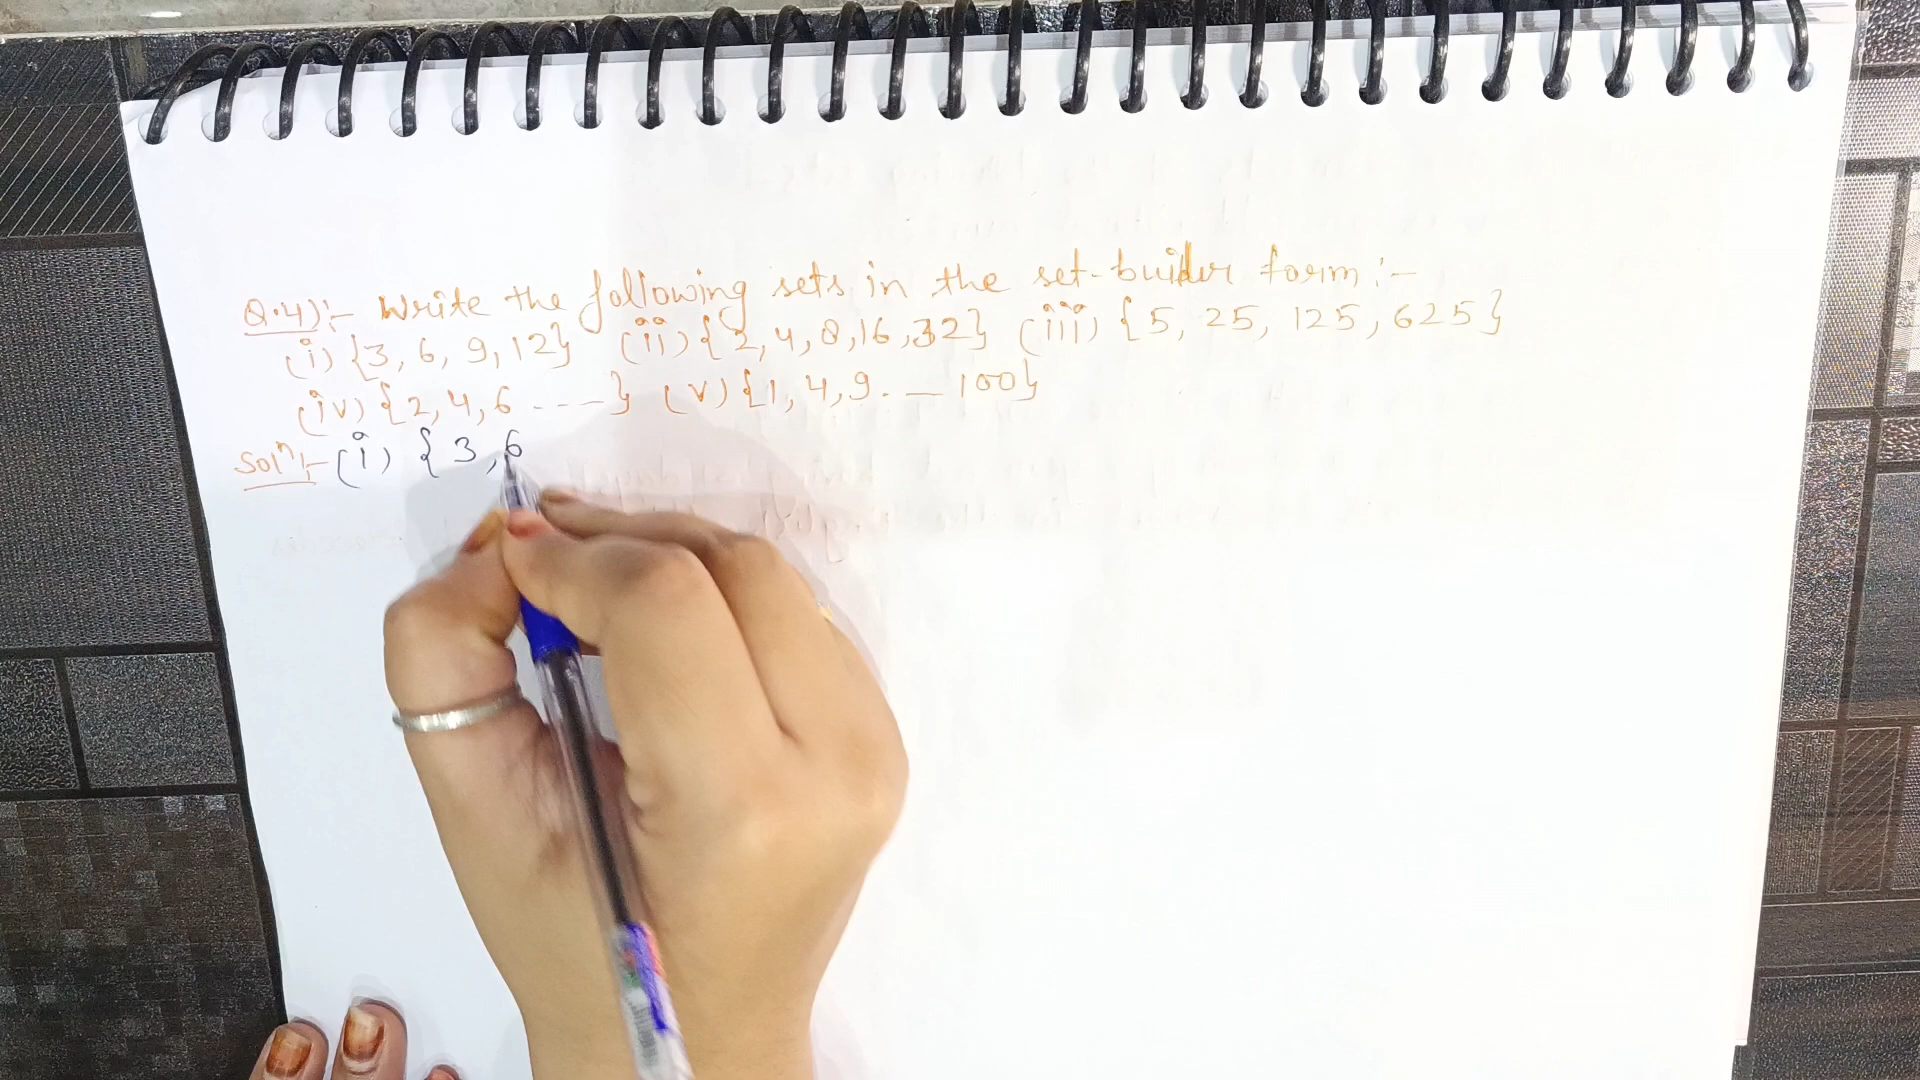 Q.4):- Write the following sets in the set-builder form:-
(i) {3, 6, 9, 12} (ii) {2, 4, 8, 16, 32} (iii) {5, 25, 125, 625}
(iv) {2, 4, 6 ----} (v) {1, 4, 9 . _ 100}
Solⁿ:- (i) { 3, 6